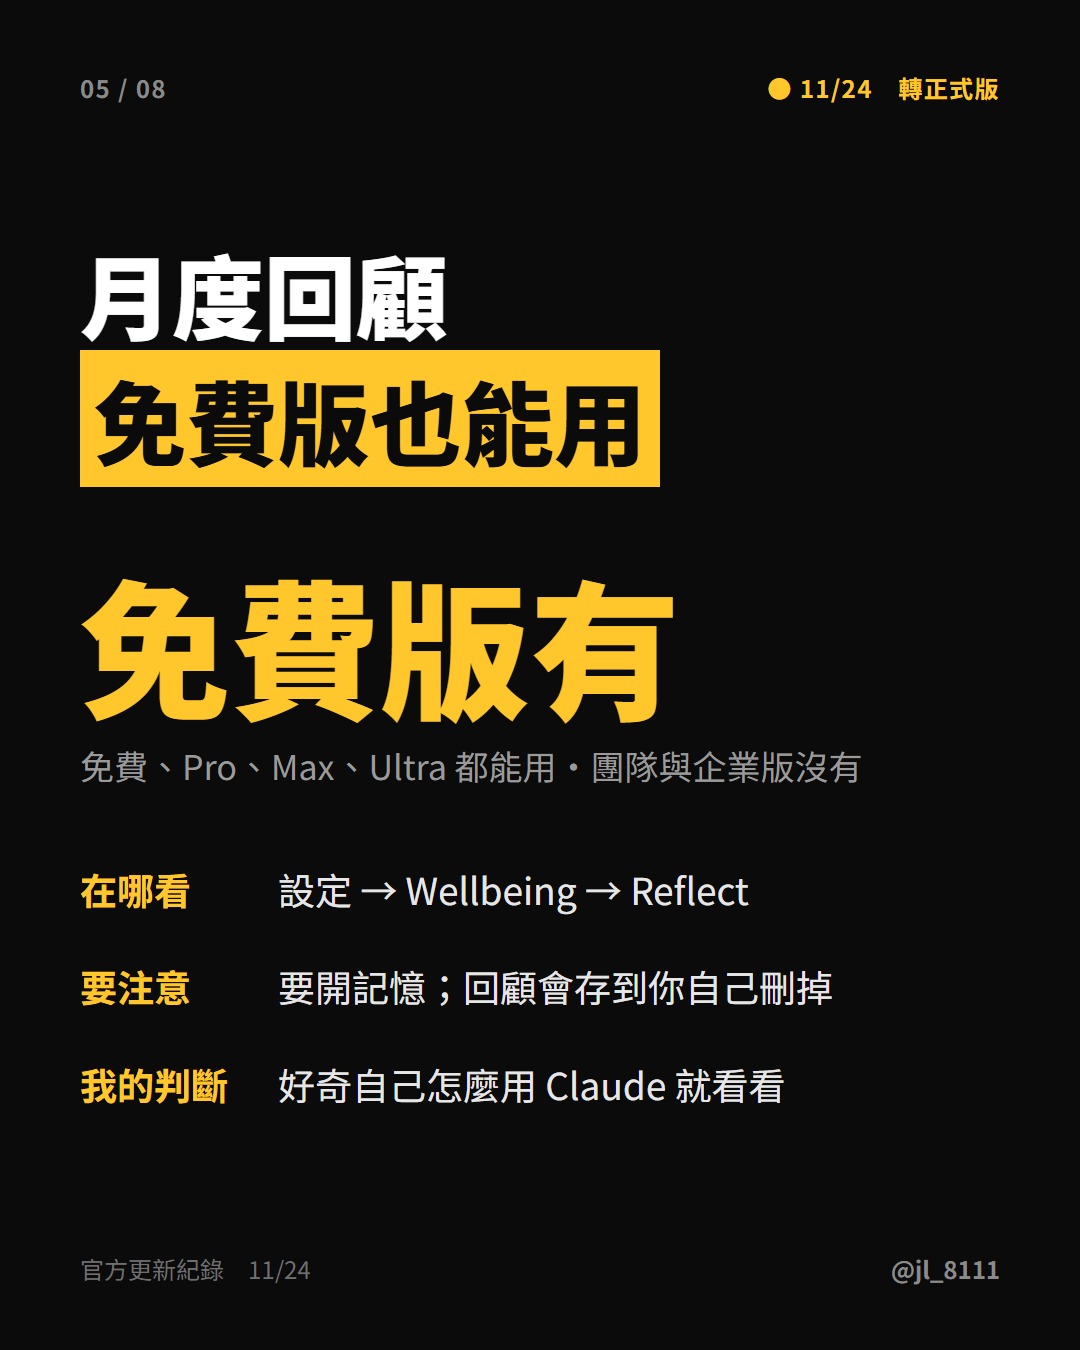 05 / 08
● 11/24 轉正式版
月度回顧
免費版也能用
免費版有
免費、Pro、Max、Ultra 都能用・團隊與企業版沒有
在哪看 設定 → Wellbeing → Reflect
要注意 要開記憶；回顧會存到你自己刪掉
我的判斷 好奇自己怎麼用 Claude 就看看
官方更新紀錄 11/24
@jl_8111